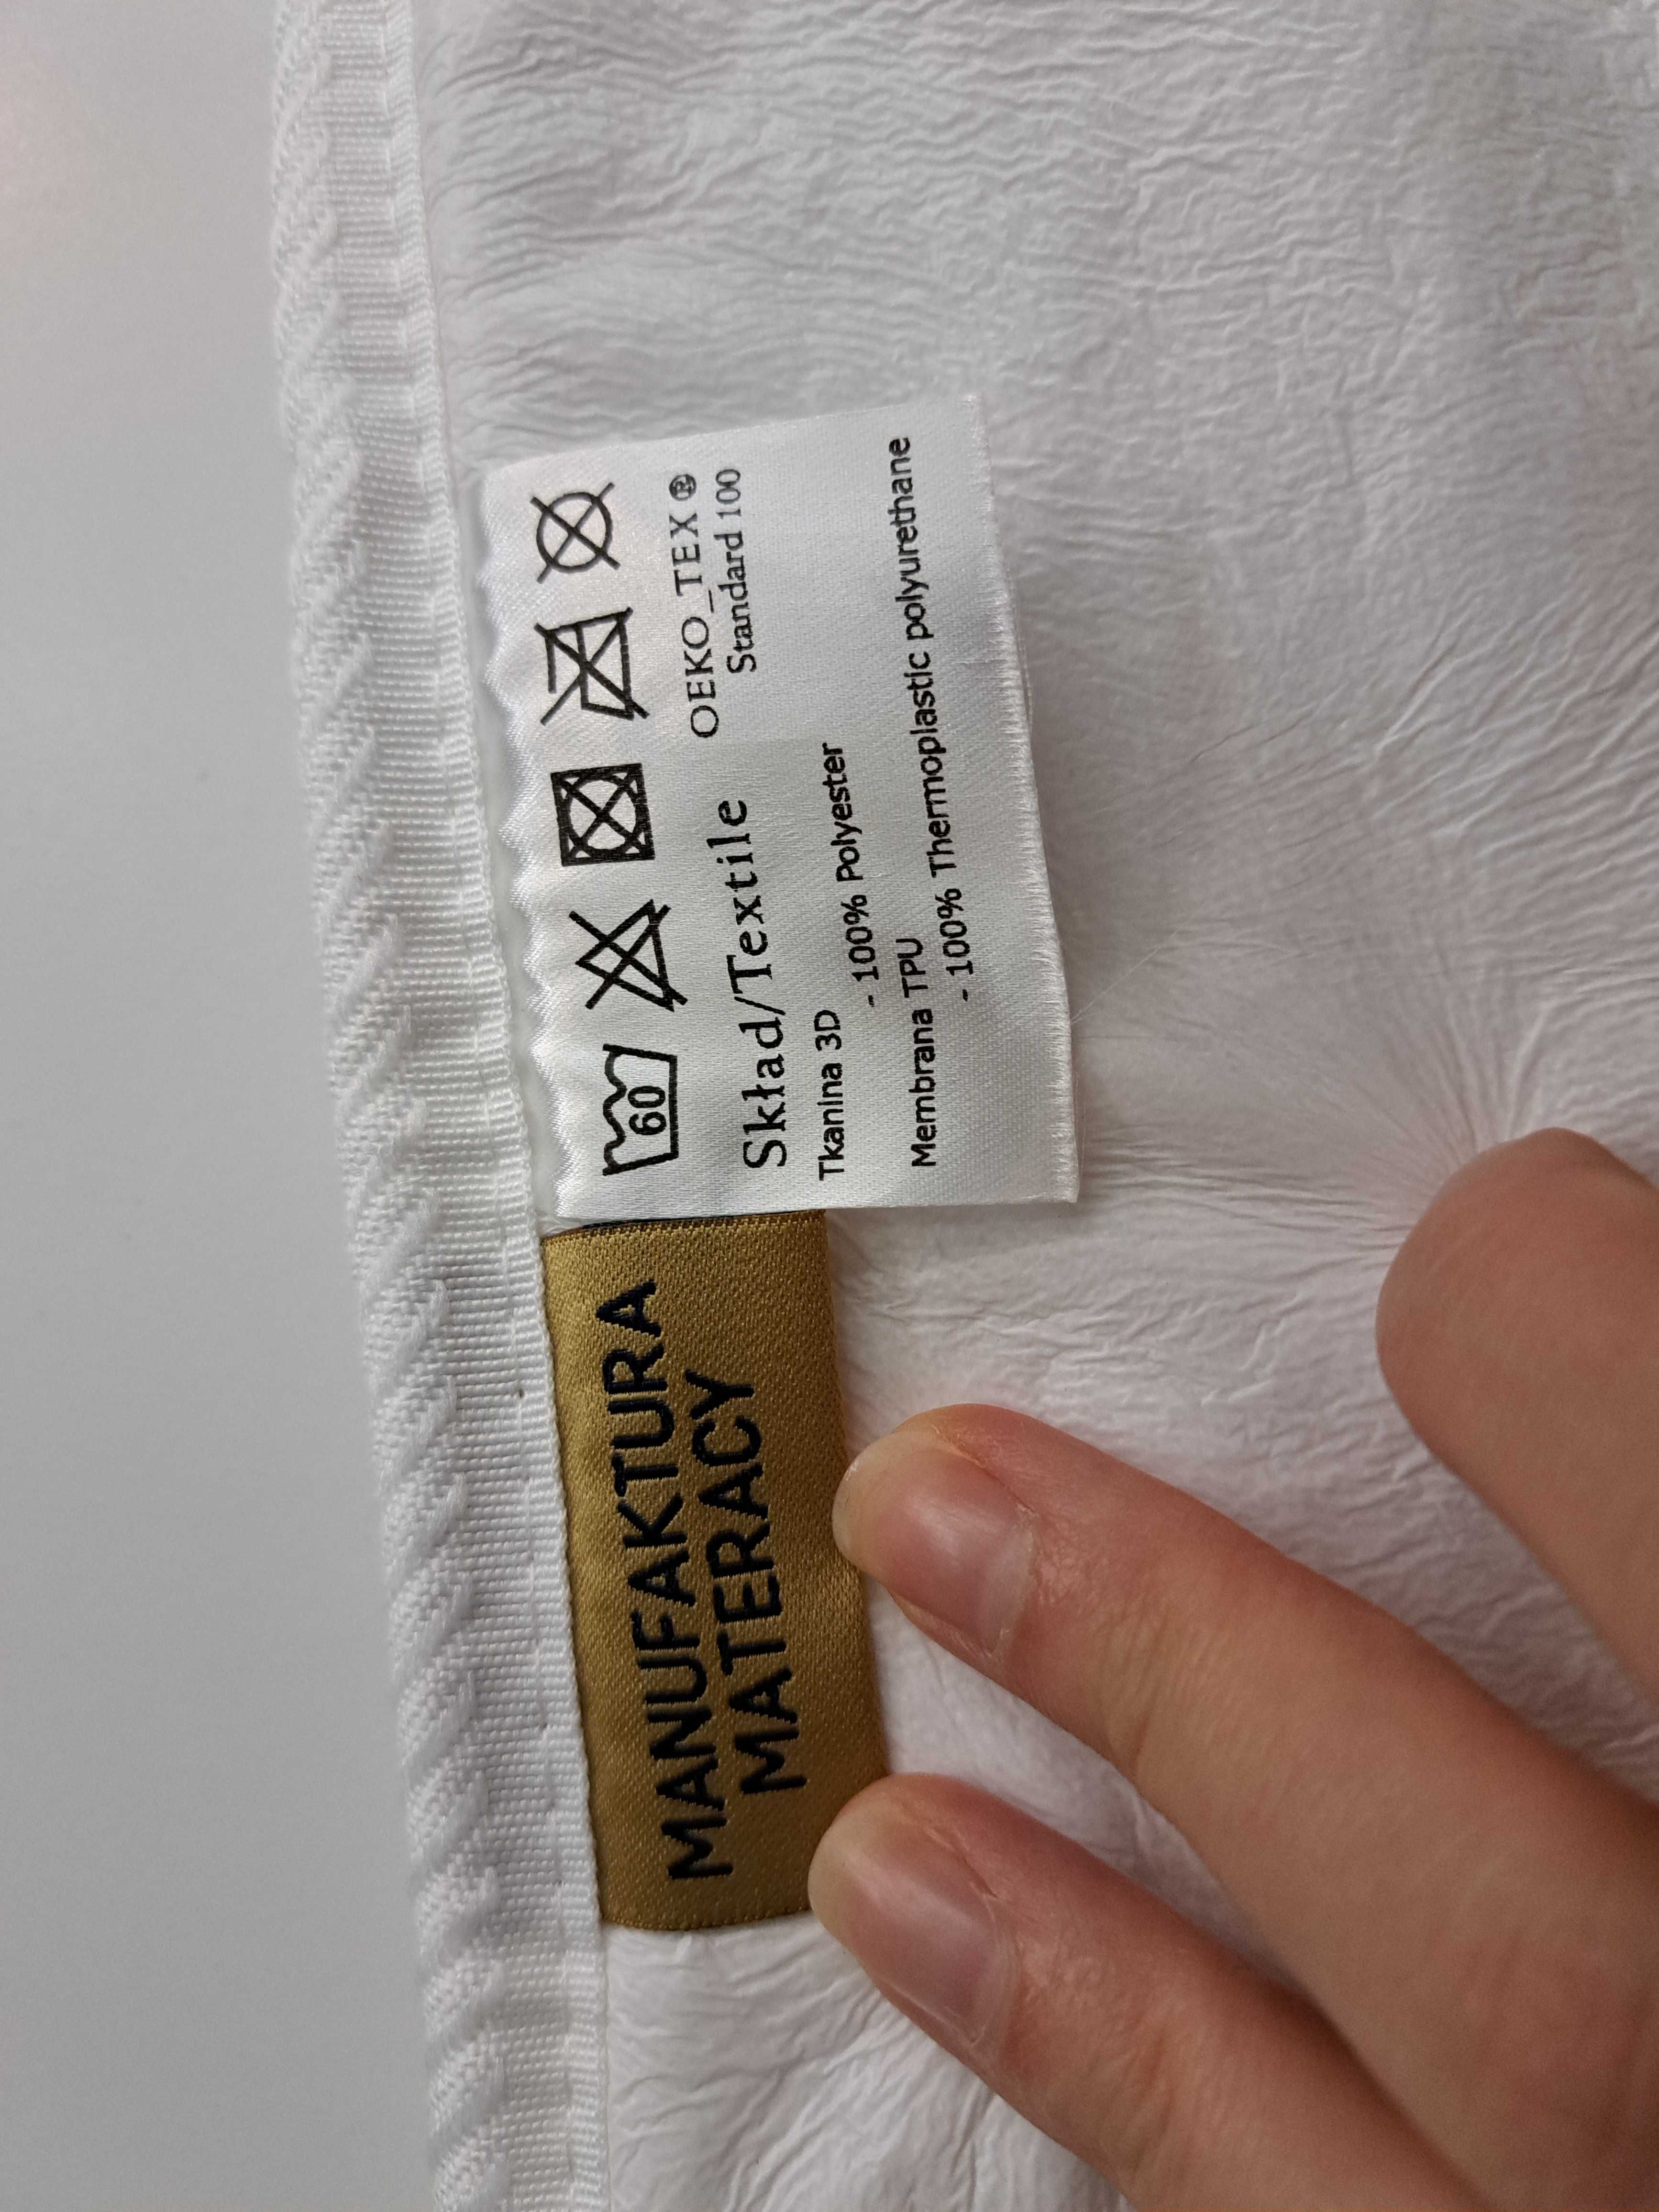 MANUFAKTURA
MATERACY
60
Skład/Textile
OEKO_TEX ®
Standard 100
Tkanina 3D
- 100% Polyester
Membrana TPU
- 100% Thermoplastic polyurethane